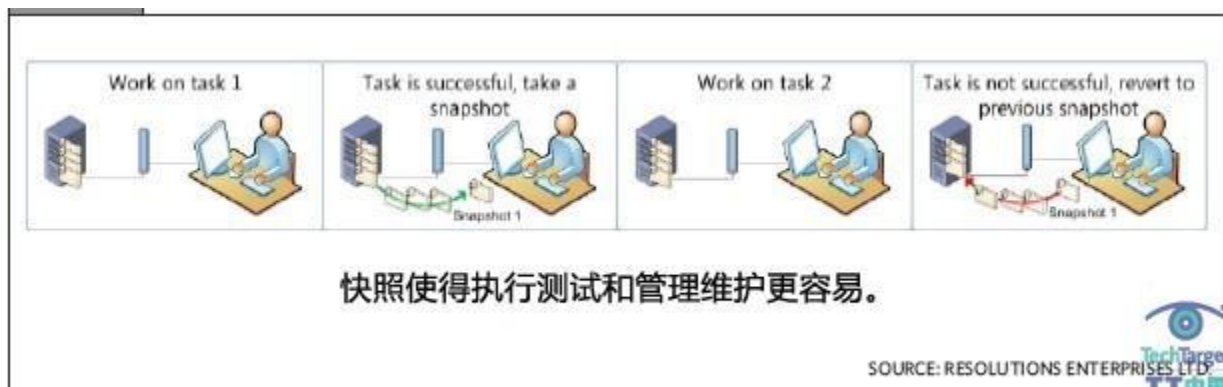 Work on task 1
Task is successful, take a
snapshot
Snapshot 1
Work on task 2
Task is not successful, revert to
previous snapshot
Snapshot 1
快照使得执行测试和管理维护更容易。
SOURCE: RESOLUTIONS ENTERPRISES LTD.
TechTarge